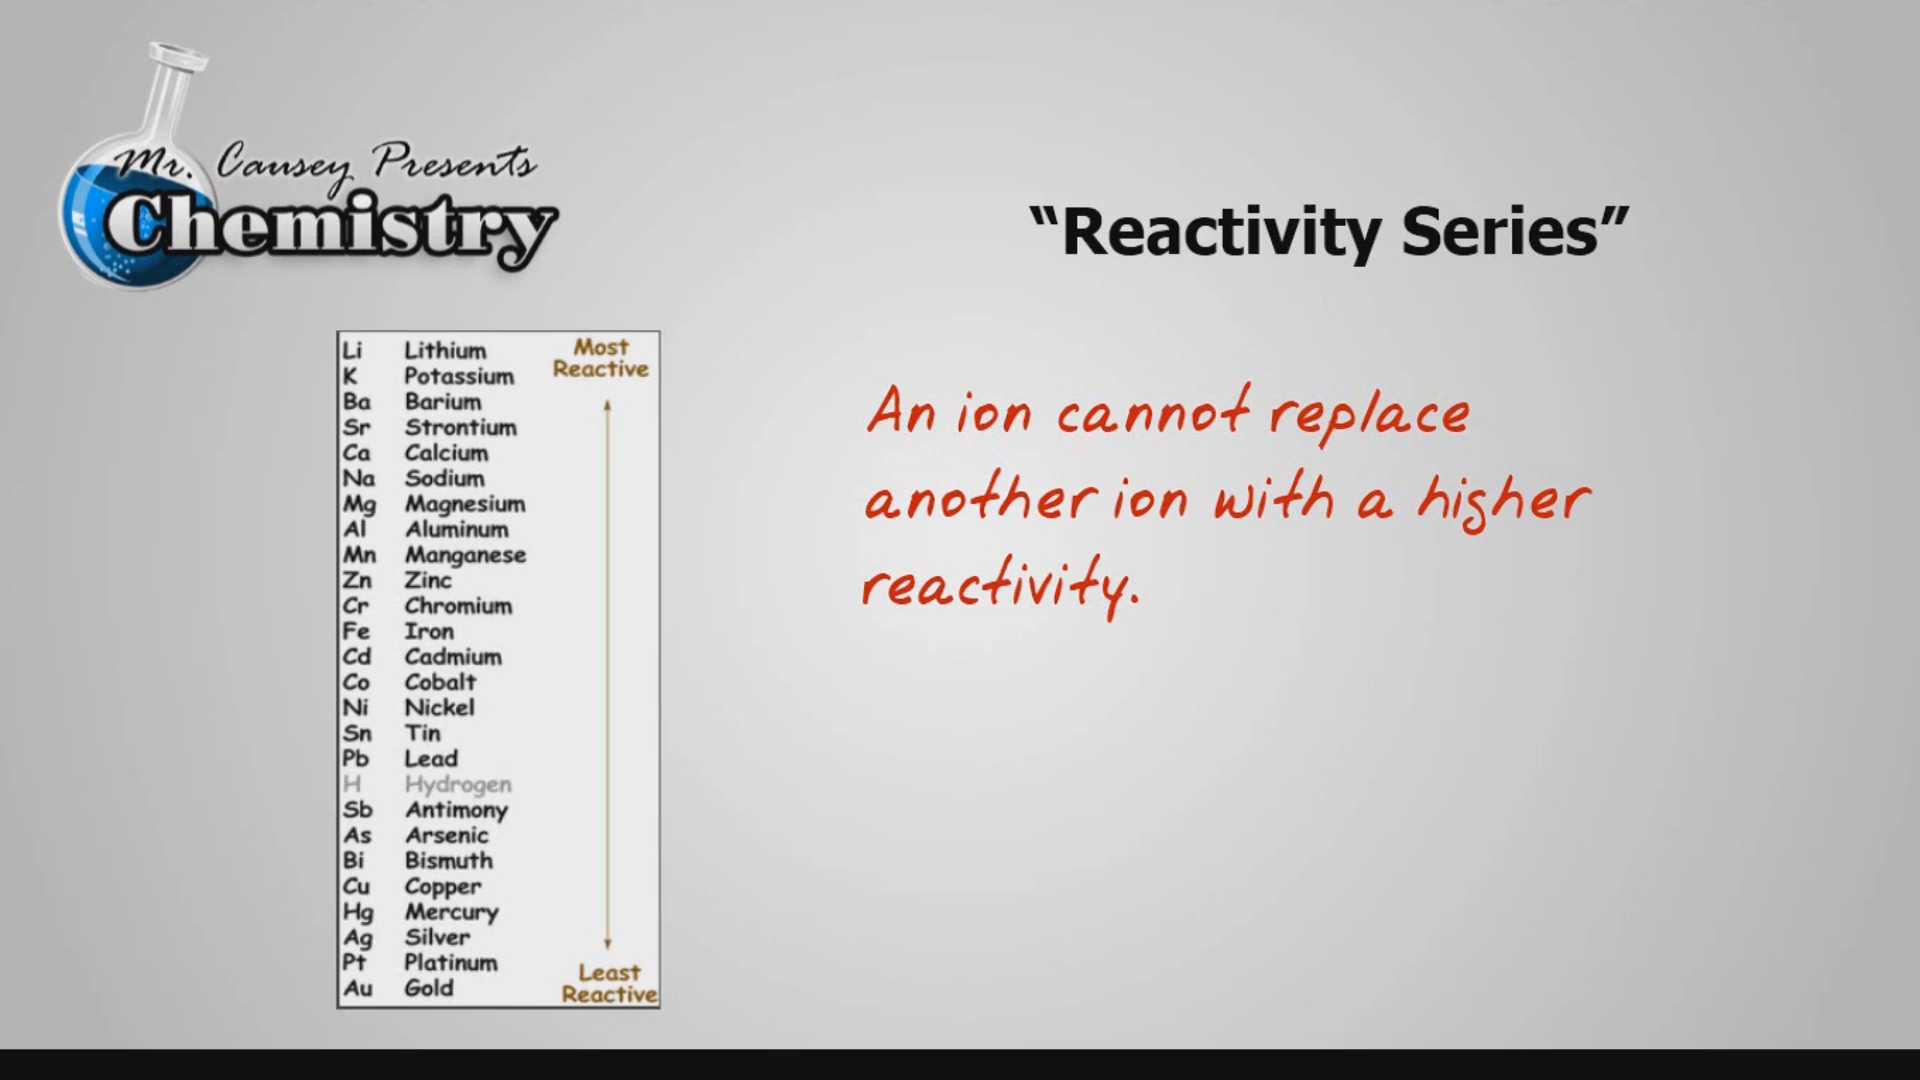 Mr. Causey Presents
Chemistry
“Reactivity Series”
Li Lithium
K Potassium
Ba Barium
Sr Strontium
Ca Calcium
Na Sodium
Mg Magnesium
Al Aluminum
Mn Manganese
Zn Zinc
Cr Chromium
Fe Iron
Cd Cadmium
Co Cobalt
Ni Nickel
Sn Tin
Pb Lead
H Hydrogen
Sb Antimony
As Arsenic
Bi Bismuth
Cu Copper
Hg Mercury
Ag Silver
Pt Platinum
Au Gold
Most
Reactive
Least
Reactive
An ion cannot replace
another ion with a higher
reactivity.